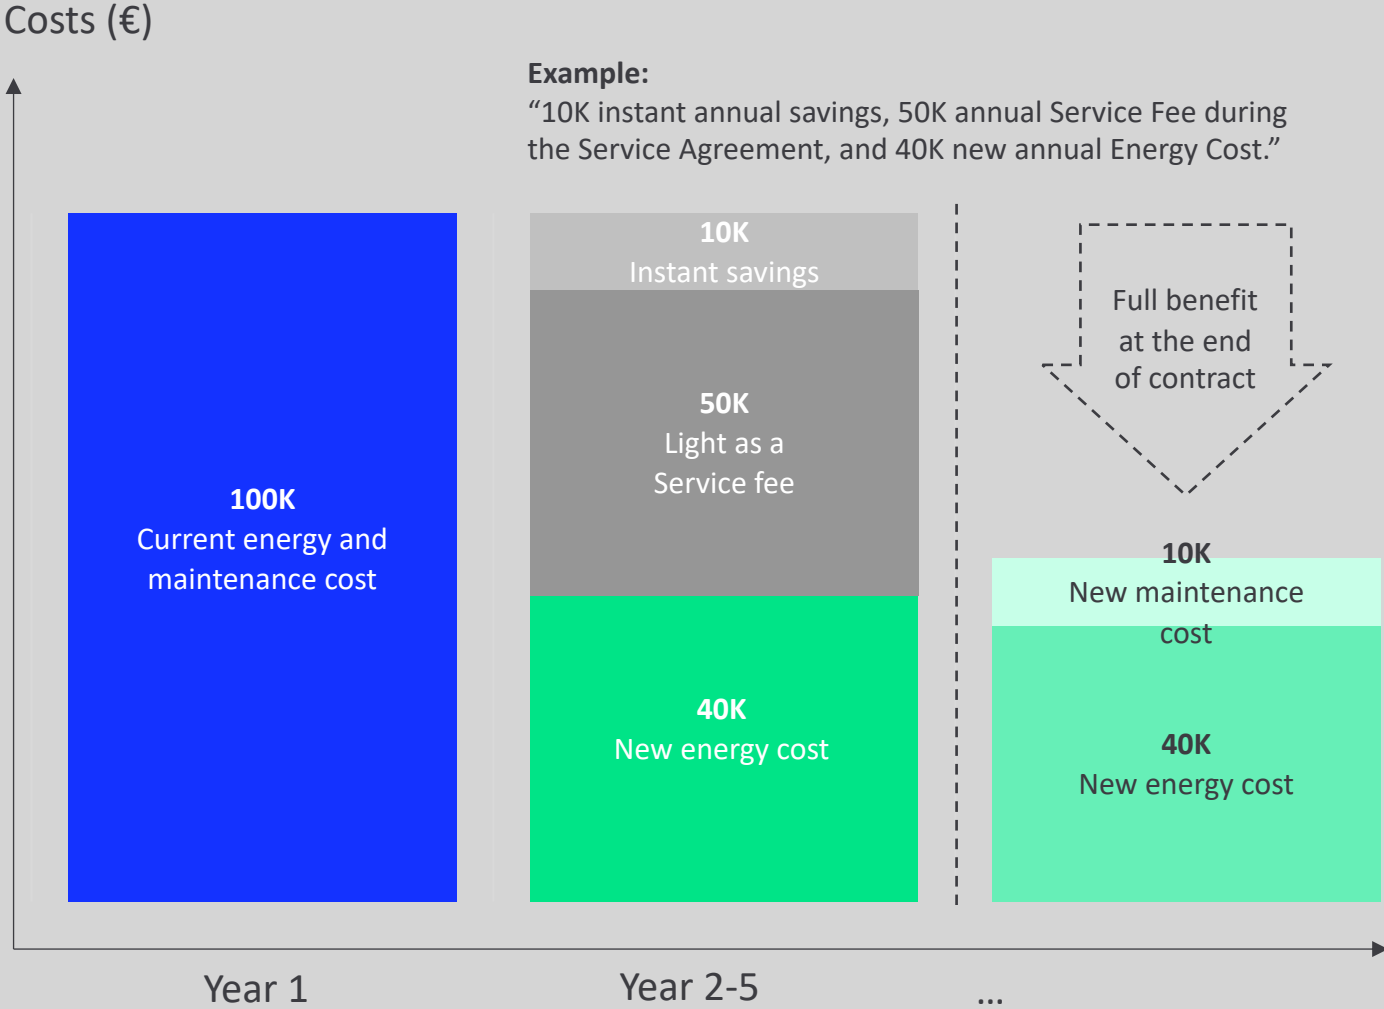 Costs (€)
Example:
“10K instant annual savings, 50K annual Service Fee during
the Service Agreement, and 40K new annual Energy Cost.”
100K
Current energy and
maintenance cost
10K
Instant savings
50K
Light as a
Service fee
40K
New energy cost
Full benefit
at the end
of contract
10K
New maintenance
cost
40K
New energy cost
Year 1
Year 2-5
...